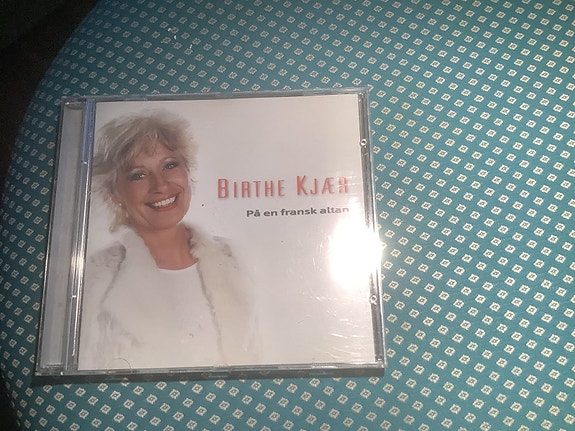 BIRTHE KJÆR
På en fransk altan